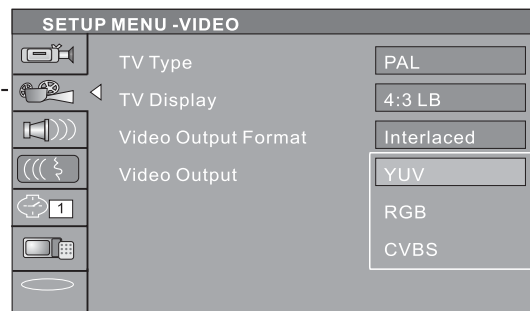 SETUP MENU -VIDEO
TV Type PAL
TV Display 4:3 LB
Video Output Format Interlaced
Video Output YUV
RGB
CVBS
1